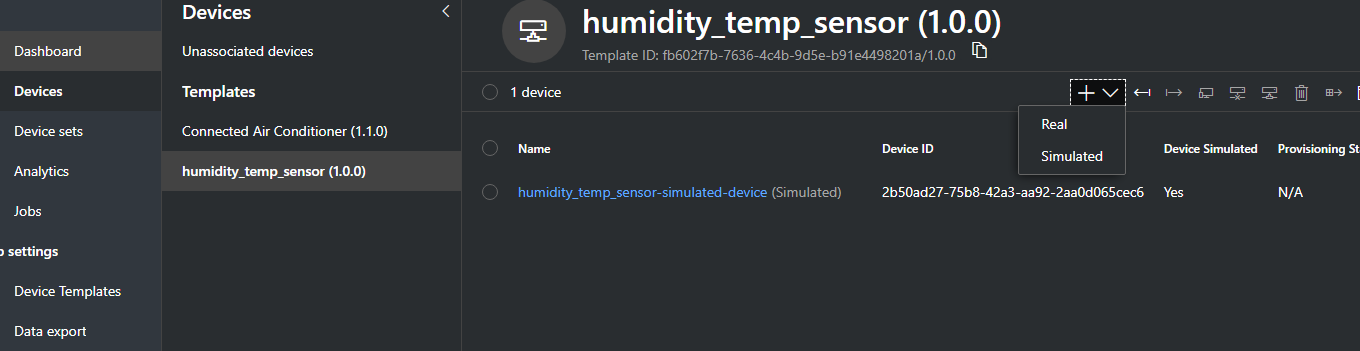 Dashboard
Devices
Device sets
Analytics
Jobs
settings
Device Templates
Data export
Devices
Unassociated devices
Templates
Connected Air Conditioner (1.1.0)
humidity_temp_sensor (1.0.0)
humidity_temp_sensor (1.0.0)
Template ID: fb602f7b-7636-4c4b-9d5e-b91e4498201a/1.0.0
1 device
Real
Simulated
Name Device ID Device Simulated Provisioning St
humidity_temp_sensor-simulated-device (Simulated) 2b50ad27-75b8-42a3-aa92-2aa0d065cec6 Yes N/A